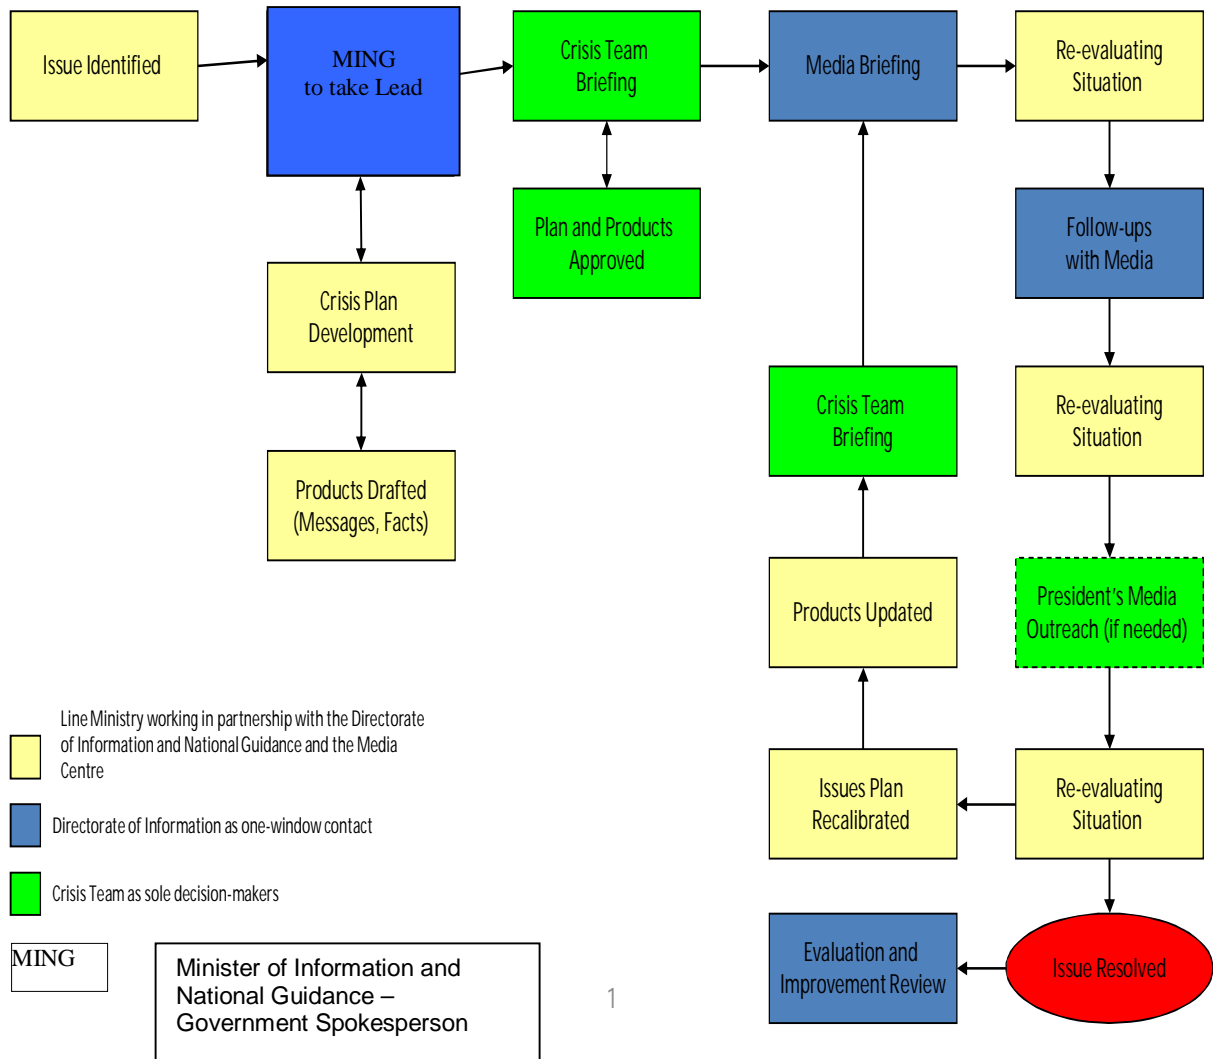 Issue Identified
MING
to take Lead
Crisis Team
Briefing
Media Briefing
Re-evaluating
Situation
Plan and Products
Approved
Follow-ups
with Media
Crisis Plan
Development
Crisis Team
Briefing
Re-evaluating
Situation
Products Drafted
(Messages, Facts)
Products Updated
President's Media
Outreach (if needed)
Line Ministry working in partnership with the Directorate
of Information and National Guidance and the Media
Centre
Issues Plan
Recalibrated
Re-evaluating
Situation
Directorate of Information as one-window contact
Crisis Team as sole decision-makers
Evaluation and
Improvement Review
Issue Resolved
MING
Minister of Information and
National Guidance –
Government Spokesperson
1